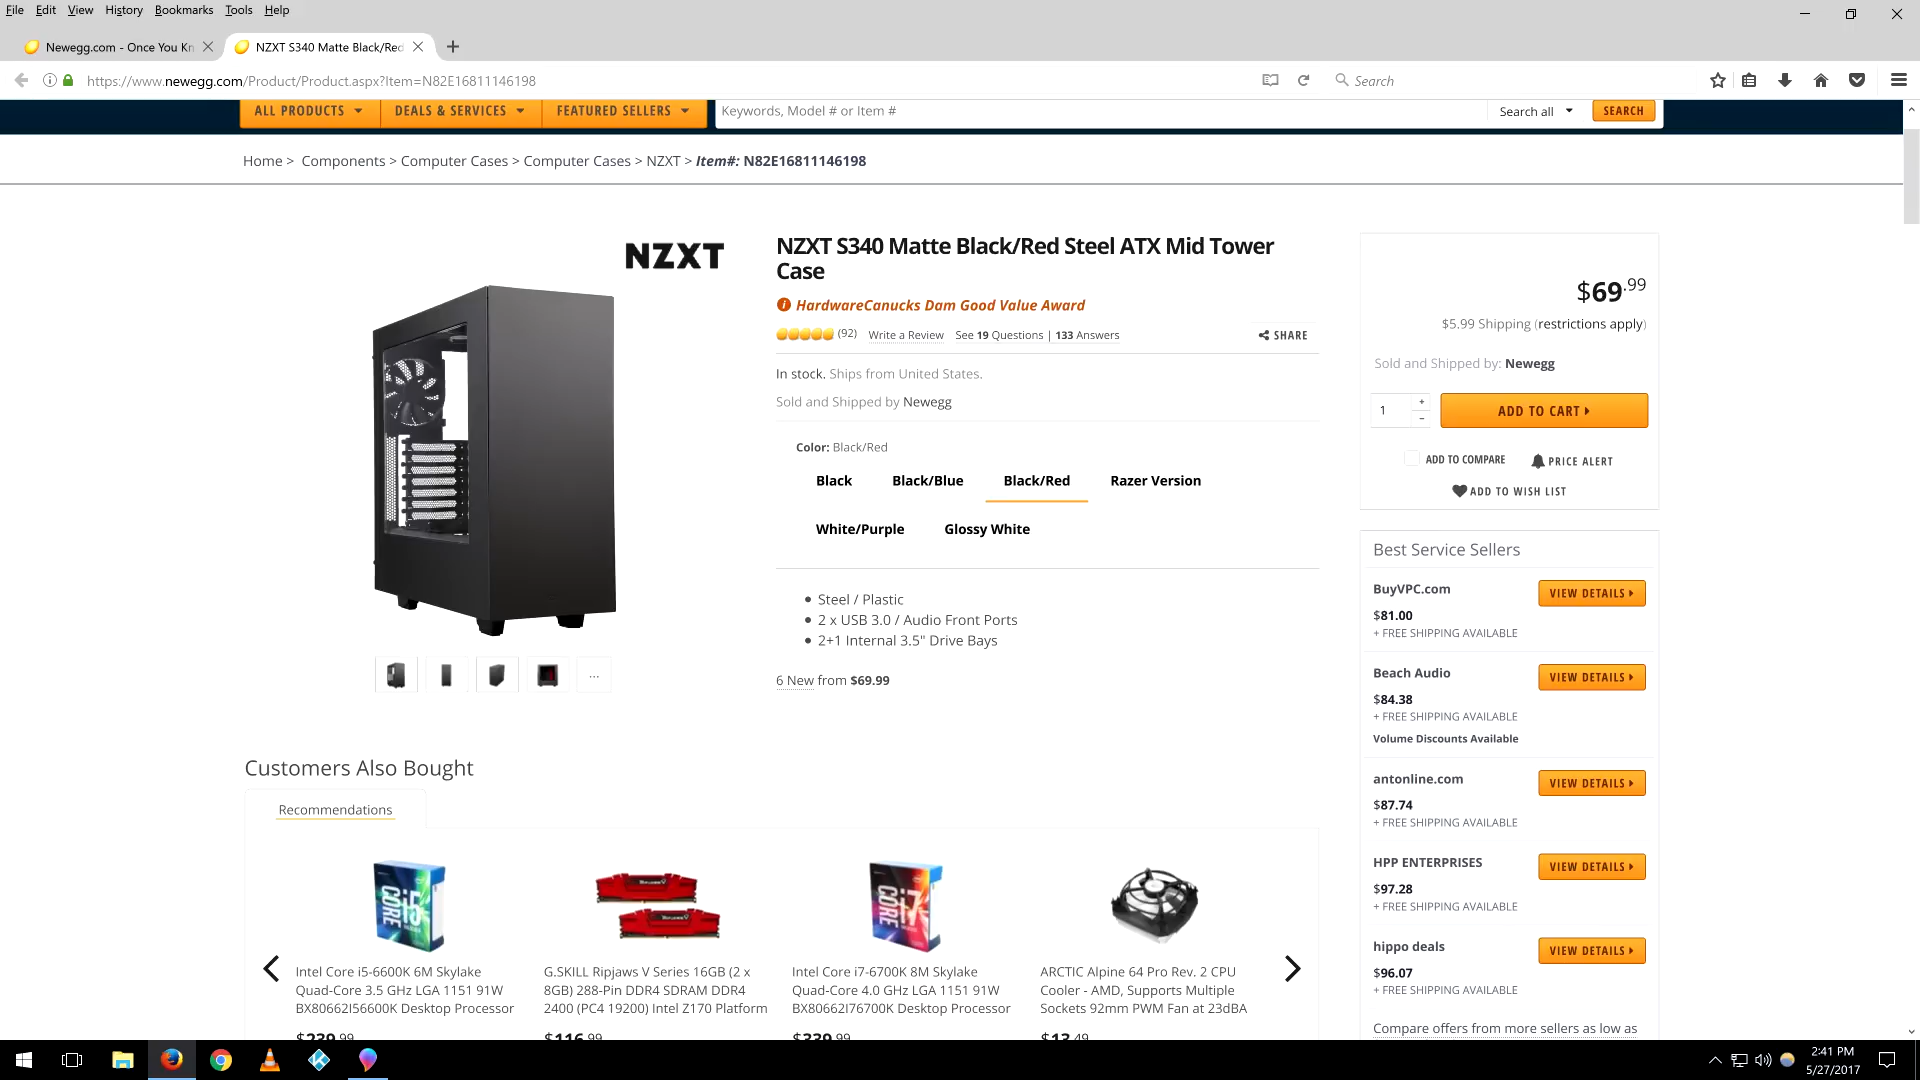 File Edit View History Bookmarks Tools Help
Newegg.com - Once You Kn
NZXT S340 Matte Black/Red
https://www.newegg.com/Product/Product.aspx?Item=N82E16811146198
Search
ALL PRODUCTS DEALS & SERVICES FEATURED SELLERS
Keywords, Model # or Item # Search all SEARCH
Home > Components > Computer Cases > Computer Cases > NZXT > Item#: N82E16811146198
NZXT
NZXT S340 Matte Black/Red Steel ATX Mid Tower
Case
HardwareCanucks Dam Good Value Award
(92) Write a Review See 19 Questions | 133 Answers SHARE
In stock. Ships from United States.
Sold and Shipped by Newegg
Color: Black/Red
Black Black/Blue Black/Red Razer Version
White/Purple Glossy White
Steel / Plastic
2 x USB 3.0 / Audio Front Ports
2+1 Internal 3.5" Drive Bays
...
6 New from $69.99
$69.99
$5.99 Shipping (restrictions apply)
Sold and Shipped by: Newegg
1 + - ADD TO CART
ADD TO COMPARE PRICE ALERT
ADD TO WISH LIST
Best Service Sellers
BuyVPC.com VIEW DETAILS
$81.00
+ FREE SHIPPING AVAILABLE
Beach Audio VIEW DETAILS
$84.38
+ FREE SHIPPING AVAILABLE
Volume Discounts Available
antonline.com VIEW DETAILS
$87.74
+ FREE SHIPPING AVAILABLE
HPP ENTERPRISES VIEW DETAILS
$97.28
+ FREE SHIPPING AVAILABLE
hippo deals VIEW DETAILS
$96.07
+ FREE SHIPPING AVAILABLE
Compare offers from more sellers as low as
Customers Also Bought
Recommendations
CORE i5
CORE i7
Intel Core i5-6600K 6M Skylake
Quad-Core 3.5 GHz LGA 1151 91W
BX80662I56600K Desktop Processor
$239.99
G.SKILL Ripjaws V Series 16GB (2 x
8GB) 288-Pin DDR4 SDRAM DDR4
2400 (PC4 19200) Intel Z170 Platform
$116.99
Intel Core i7-6700K 8M Skylake
Quad-Core 4.0 GHz LGA 1151 91W
BX80662I76700K Desktop Processor
$339.99
ARCTIC Alpine 64 Pro Rev. 2 CPU
Cooler - AMD, Supports Multiple
Sockets 92mm PWM Fan at 23dBA
$13.49
2:41 PM
5/27/2017